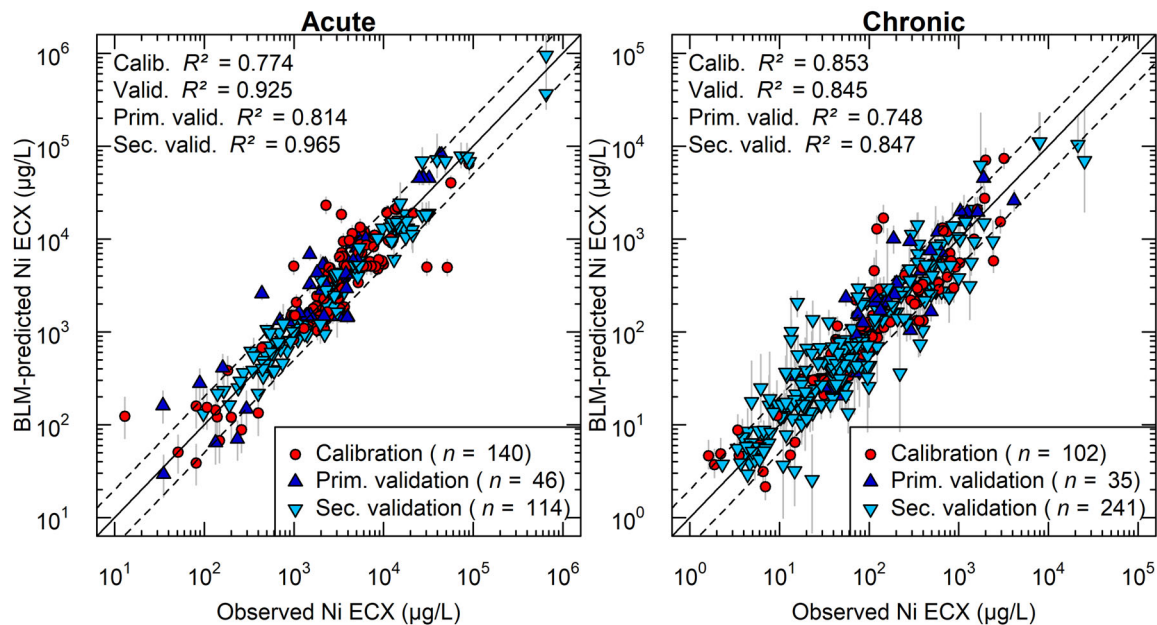 Acute
Chronic
Calib. R² = 0.774
Valid. R² = 0.925
Prim. valid. R² = 0.814
Sec. valid. R² = 0.965
Calibration ( n = 140)
Prim. validation ( n = 46)
Sec. validation ( n = 114)
BLM-predicted Ni ECX (µg/L)
10⁶
10⁵
10⁴
10³
10²
10¹
10¹ 10² 10³ 10⁴ 10⁵ 10⁶
Observed Ni ECX (µg/L)
Calib. R² = 0.853
Valid. R² = 0.845
Prim. valid. R² = 0.748
Sec. valid. R² = 0.847
Calibration ( n = 102)
Prim. validation ( n = 35)
Sec. validation ( n = 241)
BLM-predicted Ni ECX (µg/L)
10⁵
10⁴
10³
10²
10¹
10⁰
10⁰ 10¹ 10² 10³ 10⁴ 10⁵
Observed Ni ECX (µg/L)